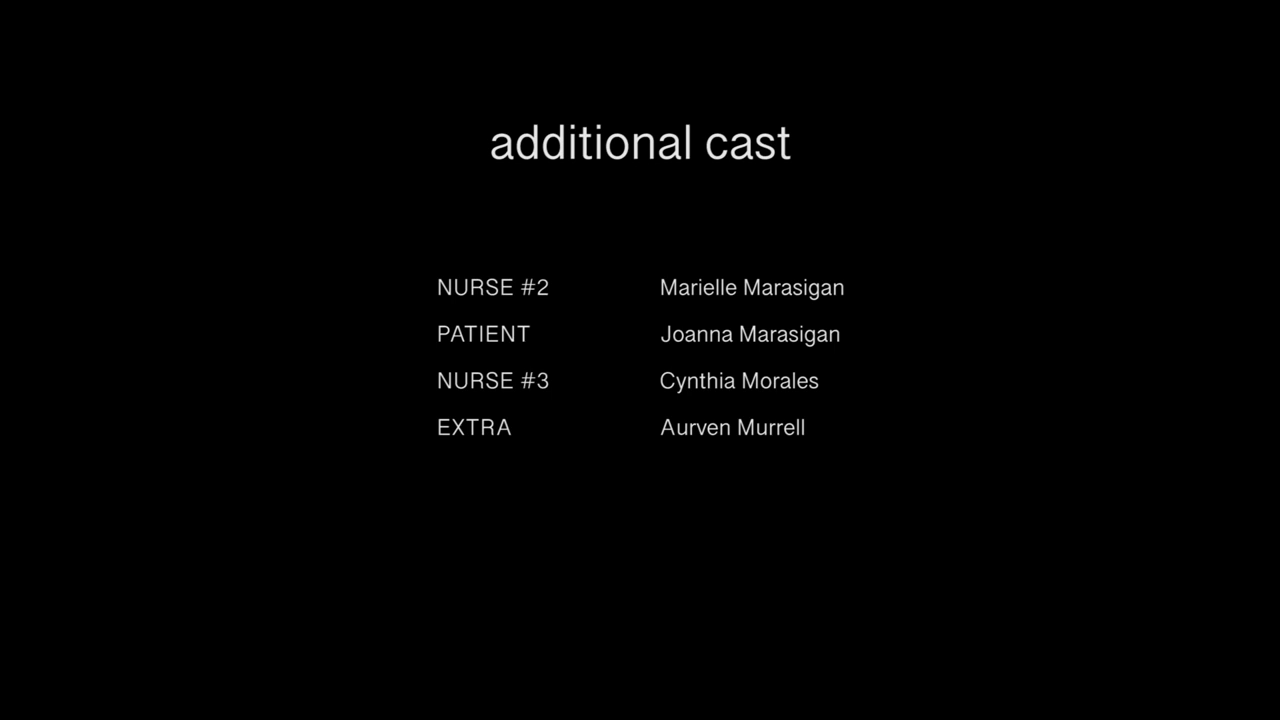 additional cast
NURSE #2 Marielle Marasigan
PATIENT Joanna Marasigan
NURSE #3 Cynthia Morales
EXTRA Aurven Murrell